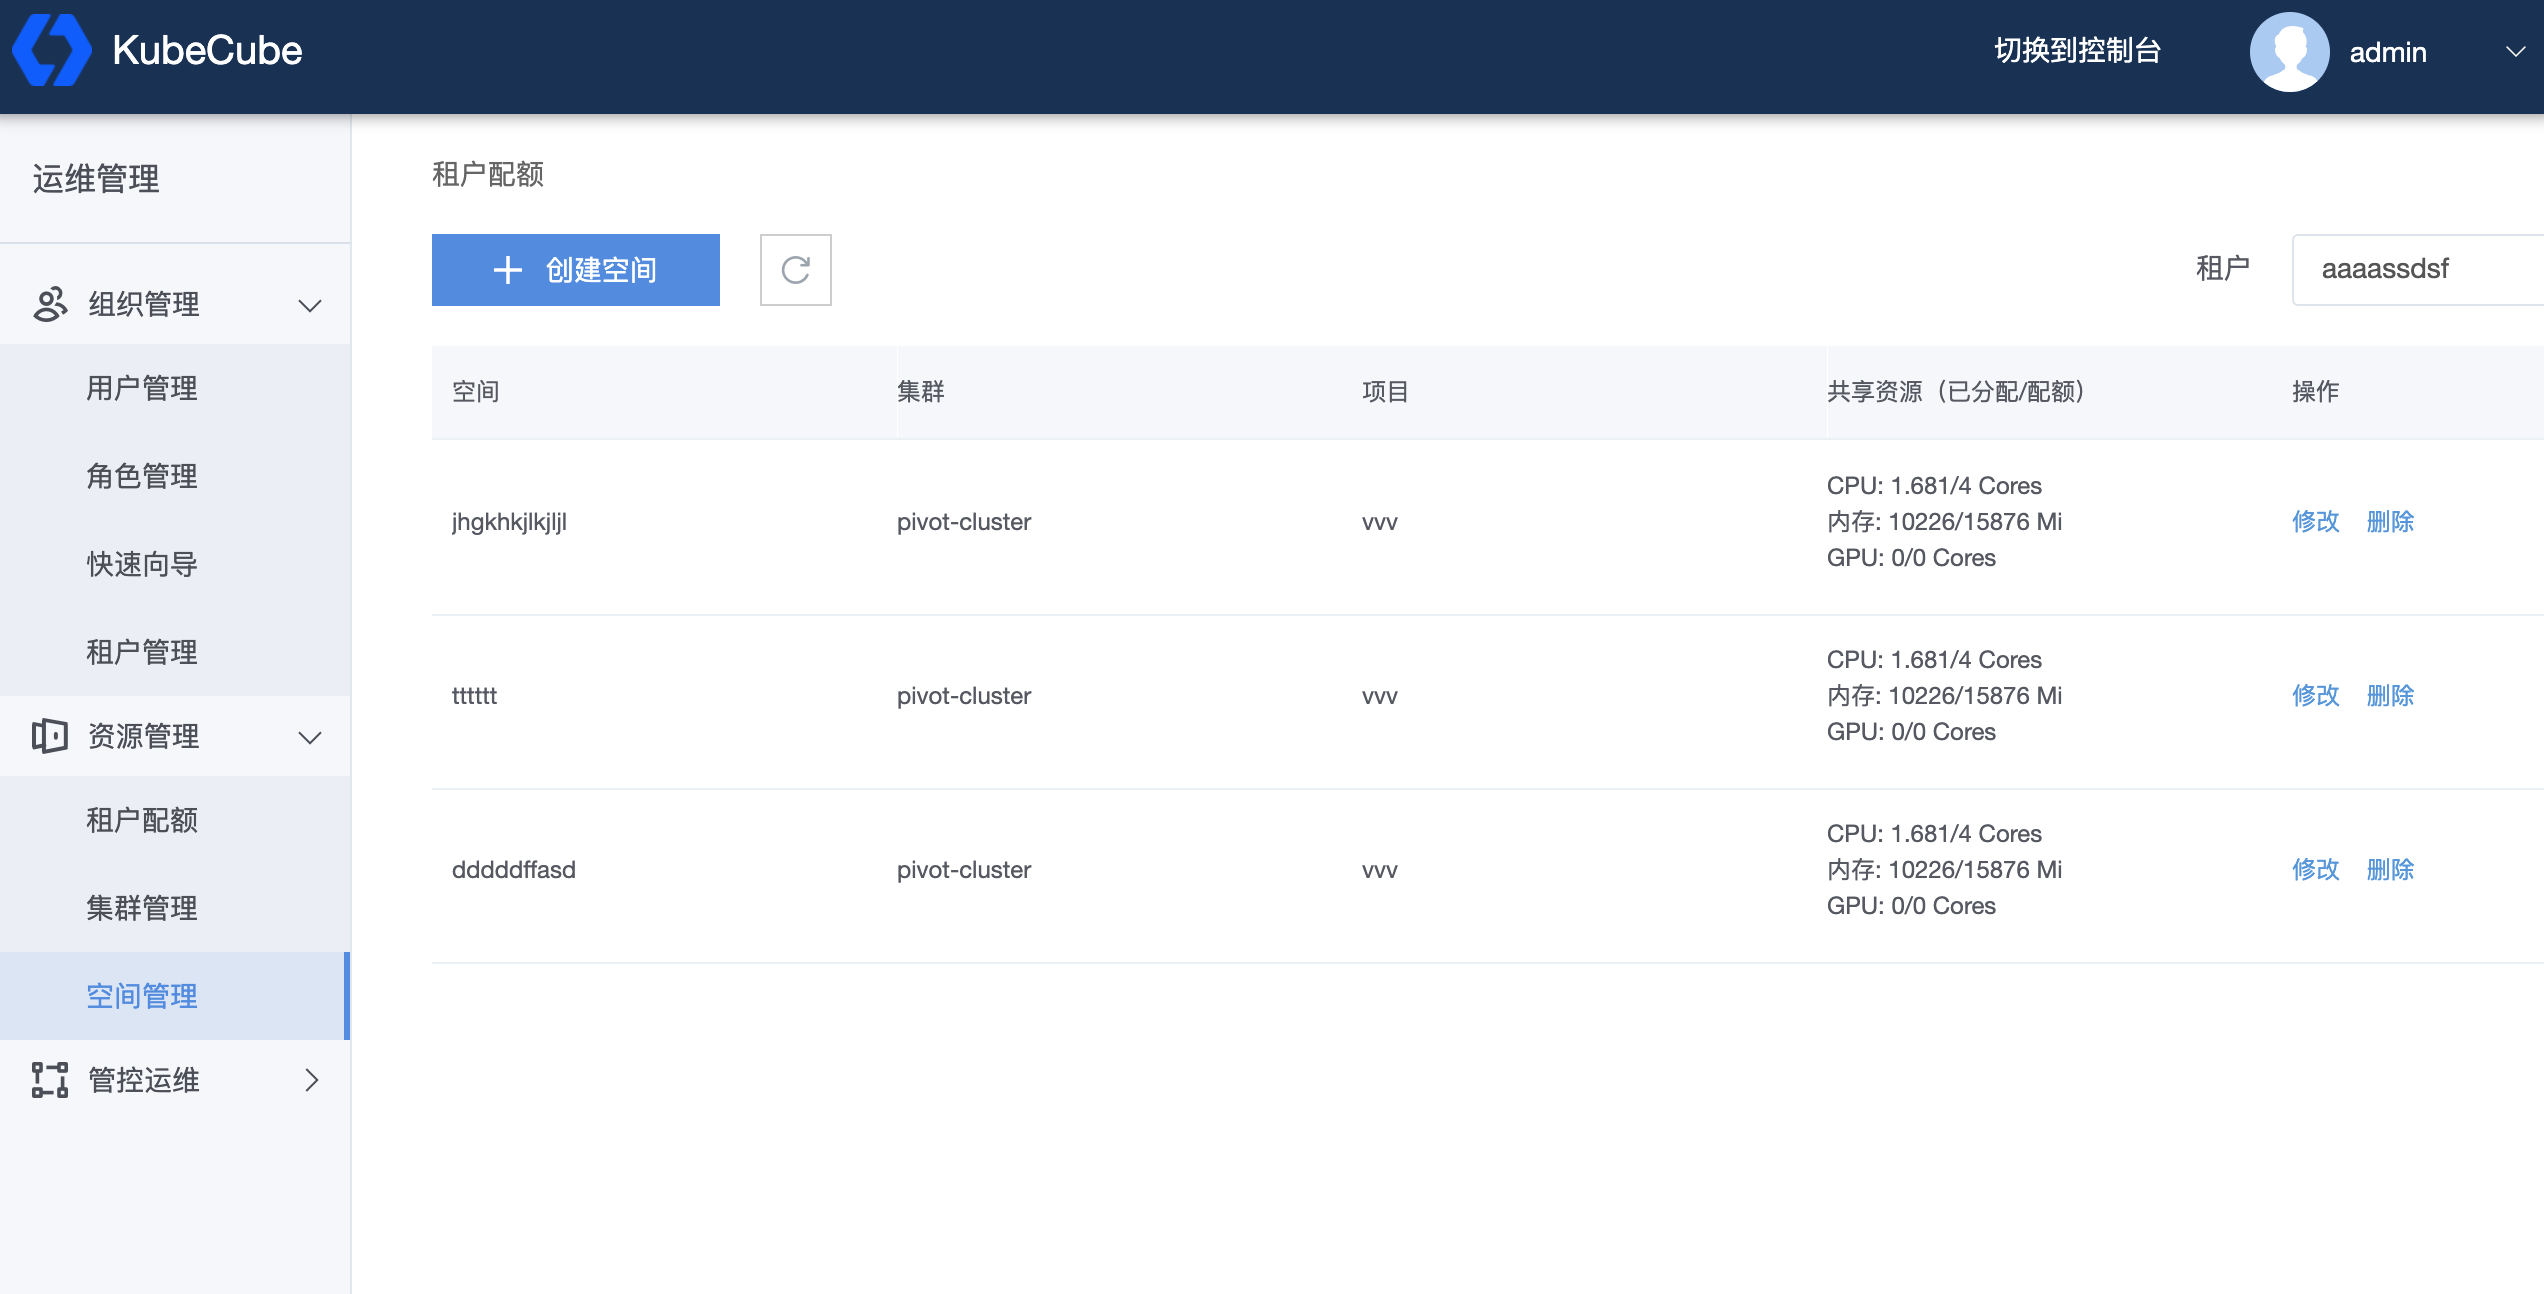 KubeCube
切换到控制台
admin
运维管理
组织管理
用户管理
角色管理
快速向导
租户管理
资源管理
租户配额
集群管理
空间管理
管控运维
租户配额
创建空间
租户
aaaassdsf
空间 集群 项目 共享资源（已分配/配额） 操作
jhgkhkjlkjljl pivot-cluster vvv
CPU: 1.681/4 Cores
内存: 10226/15876 Mi
GPU: 0/0 Cores
修改 删除
tttttt pivot-cluster vvv
CPU: 1.681/4 Cores
内存: 10226/15876 Mi
GPU: 0/0 Cores
修改 删除
dddddffasd pivot-cluster vvv
CPU: 1.681/4 Cores
内存: 10226/15876 Mi
GPU: 0/0 Cores
修改 删除